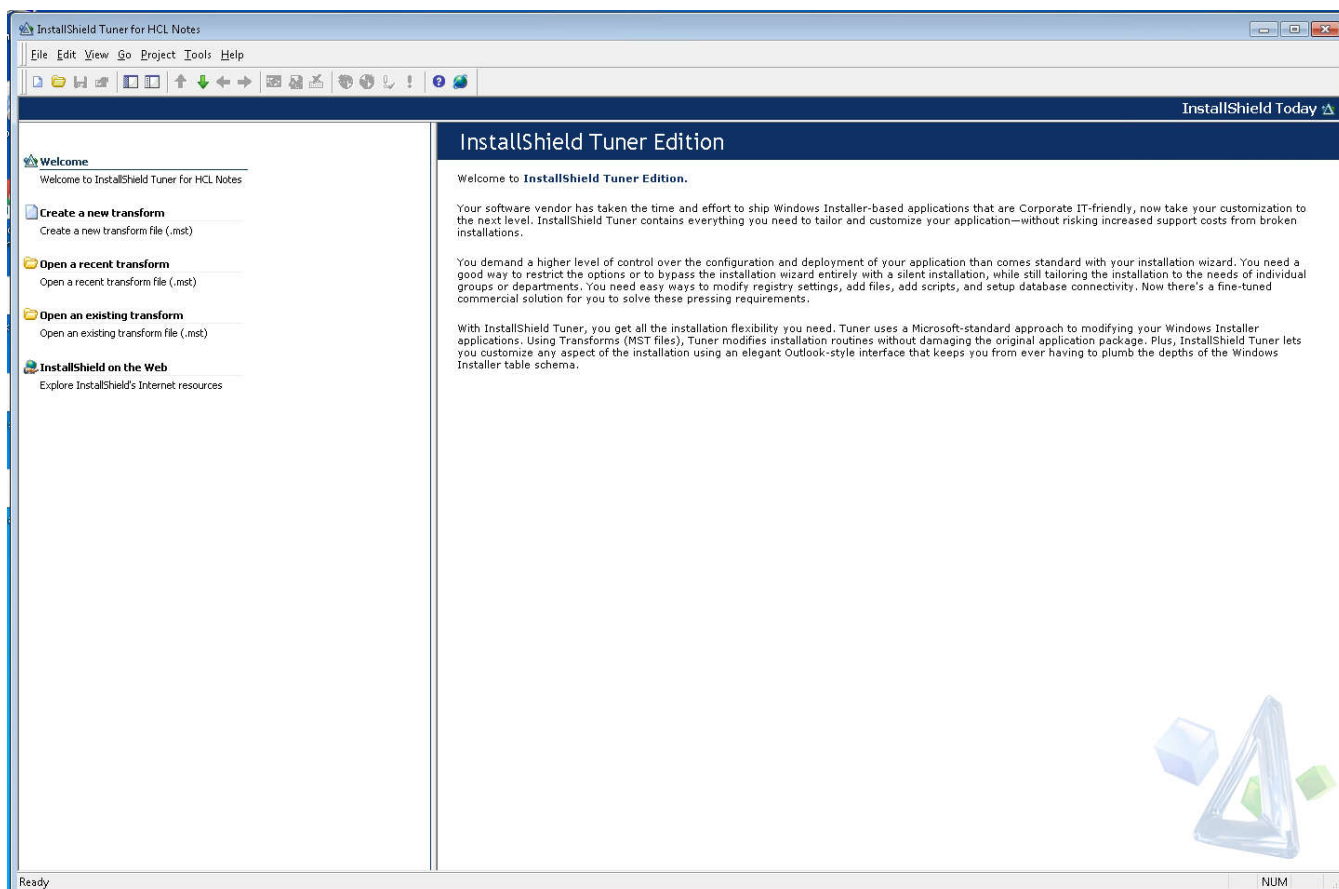 InstallShield Tuner for HCL Notes
File Edit View Go Project Tools Help
InstallShield Today
Welcome
Welcome to InstallShield Tuner for HCL Notes
Create a new transform
Create a new transform file (.mst)
Open a recent transform
Open a recent transform file (.mst)
Open an existing transform
Open an existing transform file (.mst)
InstallShield on the Web
Explore InstallShield's Internet resources
InstallShield Tuner Edition
Welcome to InstallShield Tuner Edition.
Your software vendor has taken the time and effort to ship Windows Installer-based applications that are Corporate IT-friendly, now take your customization to
the next level. InstallShield Tuner contains everything you need to tailor and customize your application—without risking increased support costs from broken
installations.
You demand a higher level of control over the configuration and deployment of your application than comes standard with your installation wizard. You need a
good way to restrict the options or to bypass the installation wizard entirely with a silent installation, while still tailoring the installation to the needs of individual
groups or departments. You need easy ways to modify registry settings, add files, add scripts, and setup database connectivity. Now there's a fine-tuned
commercial solution for you to solve these pressing requirements.
With InstallShield Tuner, you get all the installation flexibility you need. Tuner uses a Microsoft-standard approach to modifying your Windows Installer
applications. Using Transforms (MST files), Tuner modifies installation routines without damaging the original application package. Plus, InstallShield Tuner lets
you customize any aspect of the installation using an elegant Outlook-style interface that keeps you from ever having to plumb the depths of the Windows
Installer table schema.
Ready
NUM